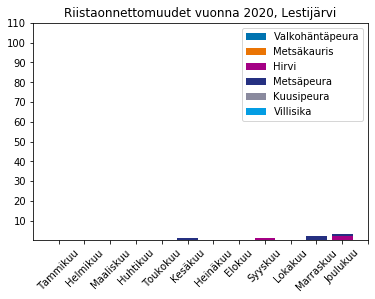 Riistaonnettomuudet vuonna 2020, Lestijärvi
110
100
90
80
70
60
50
40
30
20
10
Valkohäntäpeura
Metsäkauris
Hirvi
Metsäpeura
Kuusipeura
Villisika
Tammikuu
Helmikuu
Maaliskuu
Huhtikuu
Toukokuu
Kesäkuu
Heinäkuu
Elokuu
Syyskuu
Lokakuu
Marraskuu
Joulukuu